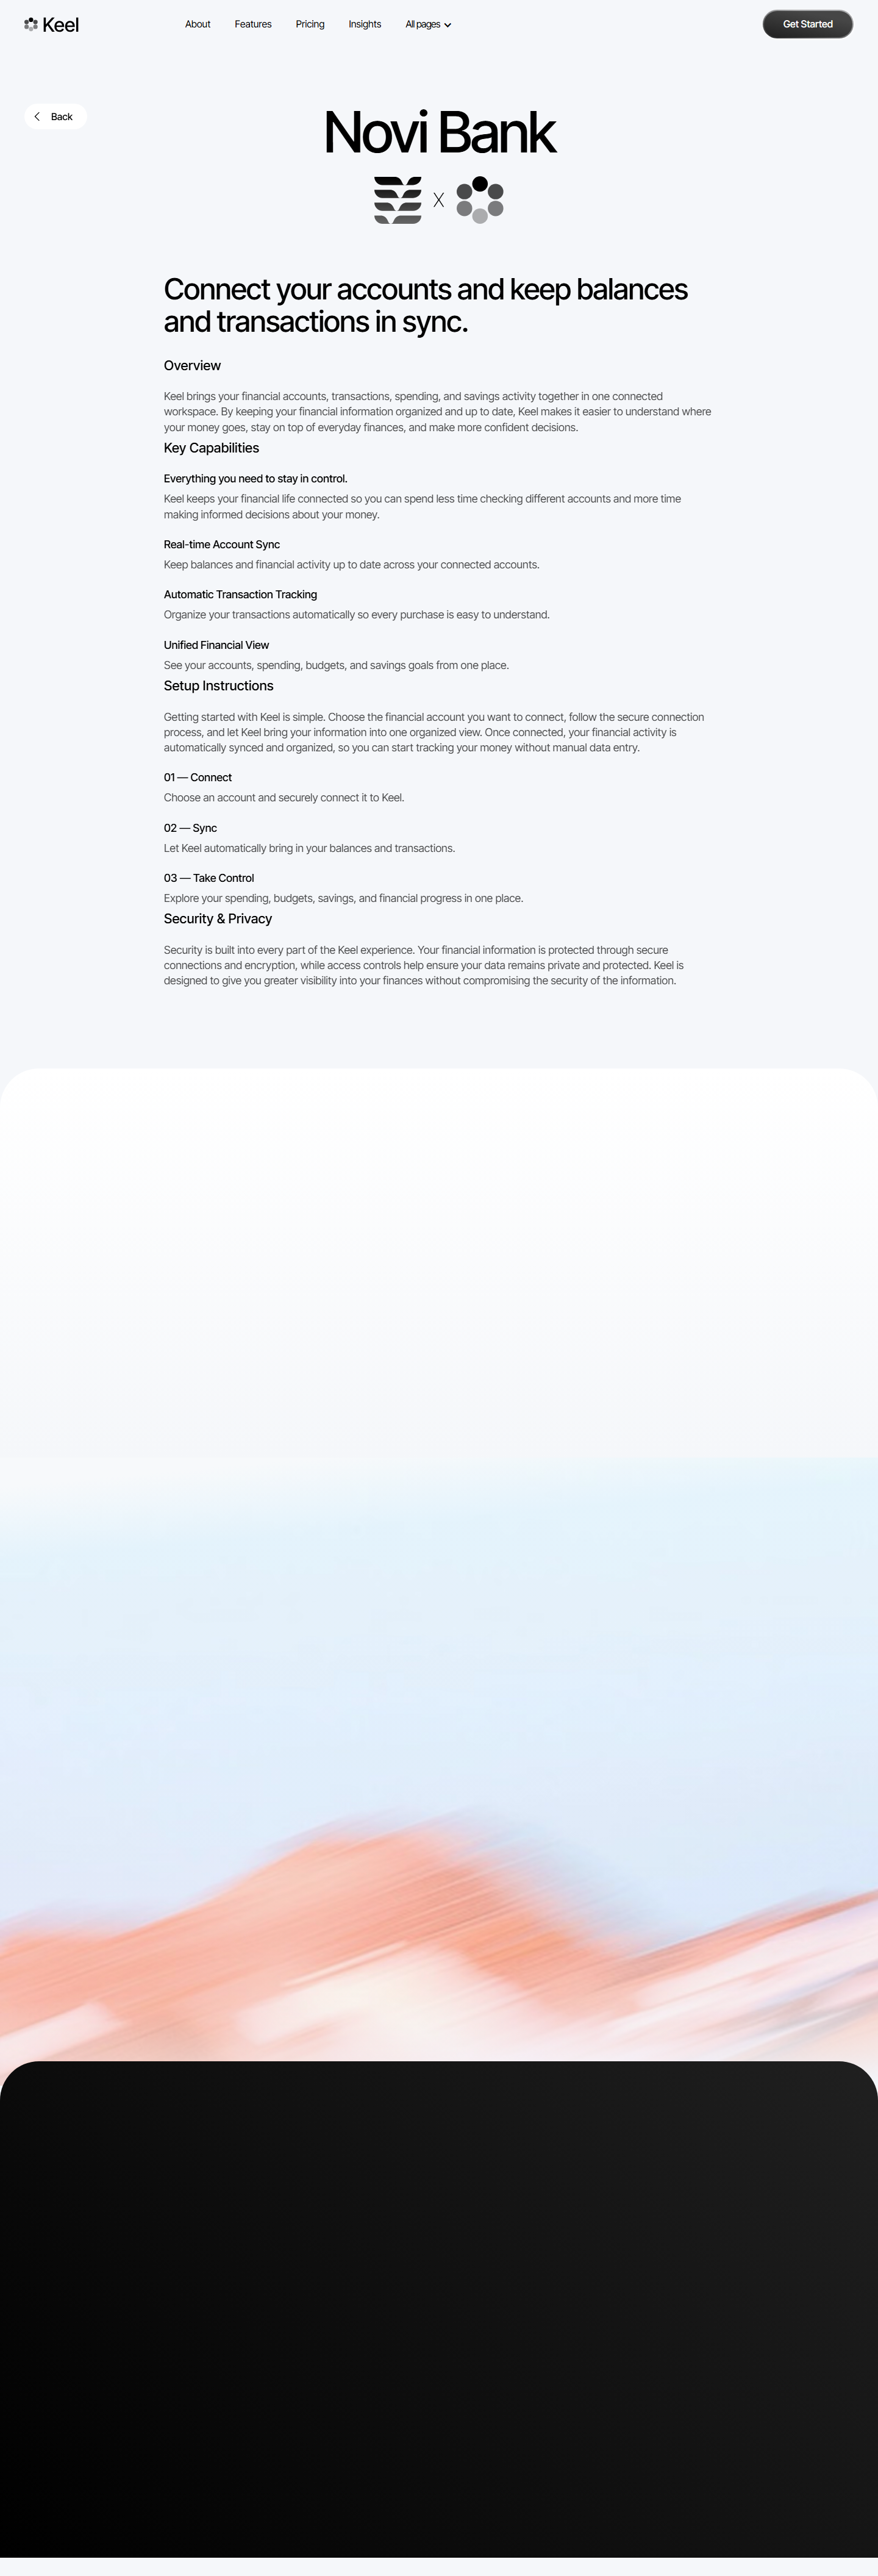 Keel
About
Features
Pricing
Insights
All pages
Get Started
Back
Novi Bank
X
Connect your accounts and keep balances
and transactions in sync.
Overview
Keel brings your financial accounts, transactions, spending, and savings activity together in one connected
workspace. By keeping your financial information organized and up to date, Keel makes it easier to understand where
your money goes, stay on top of everyday finances, and make more confident decisions.
Key Capabilities
Everything you need to stay in control.
Keel keeps your financial life connected so you can spend less time checking different accounts and more time
making informed decisions about your money.
Real-time Account Sync
Keep balances and financial activity up to date across your connected accounts.
Automatic Transaction Tracking
Organize your transactions automatically so every purchase is easy to understand.
Unified Financial View
See your accounts, spending, budgets, and savings goals from one place.
Setup Instructions
Getting started with Keel is simple. Choose the financial account you want to connect, follow the secure connection
process, and let Keel bring your information into one organized view. Once connected, your financial activity is
automatically synced and organized, so you can start tracking your money without manual data entry.
01 — Connect
Choose an account and securely connect it to Keel.
02 — Sync
Let Keel automatically bring in your balances and transactions.
03 — Take Control
Explore your spending, budgets, savings, and financial progress in one place.
Security & Privacy
Security is built into every part of the Keel experience. Your financial information is protected through secure
connections and encryption, while access controls help ensure your data remains private and protected. Keel is
designed to give you greater visibility into your finances without compromising the security of the information.